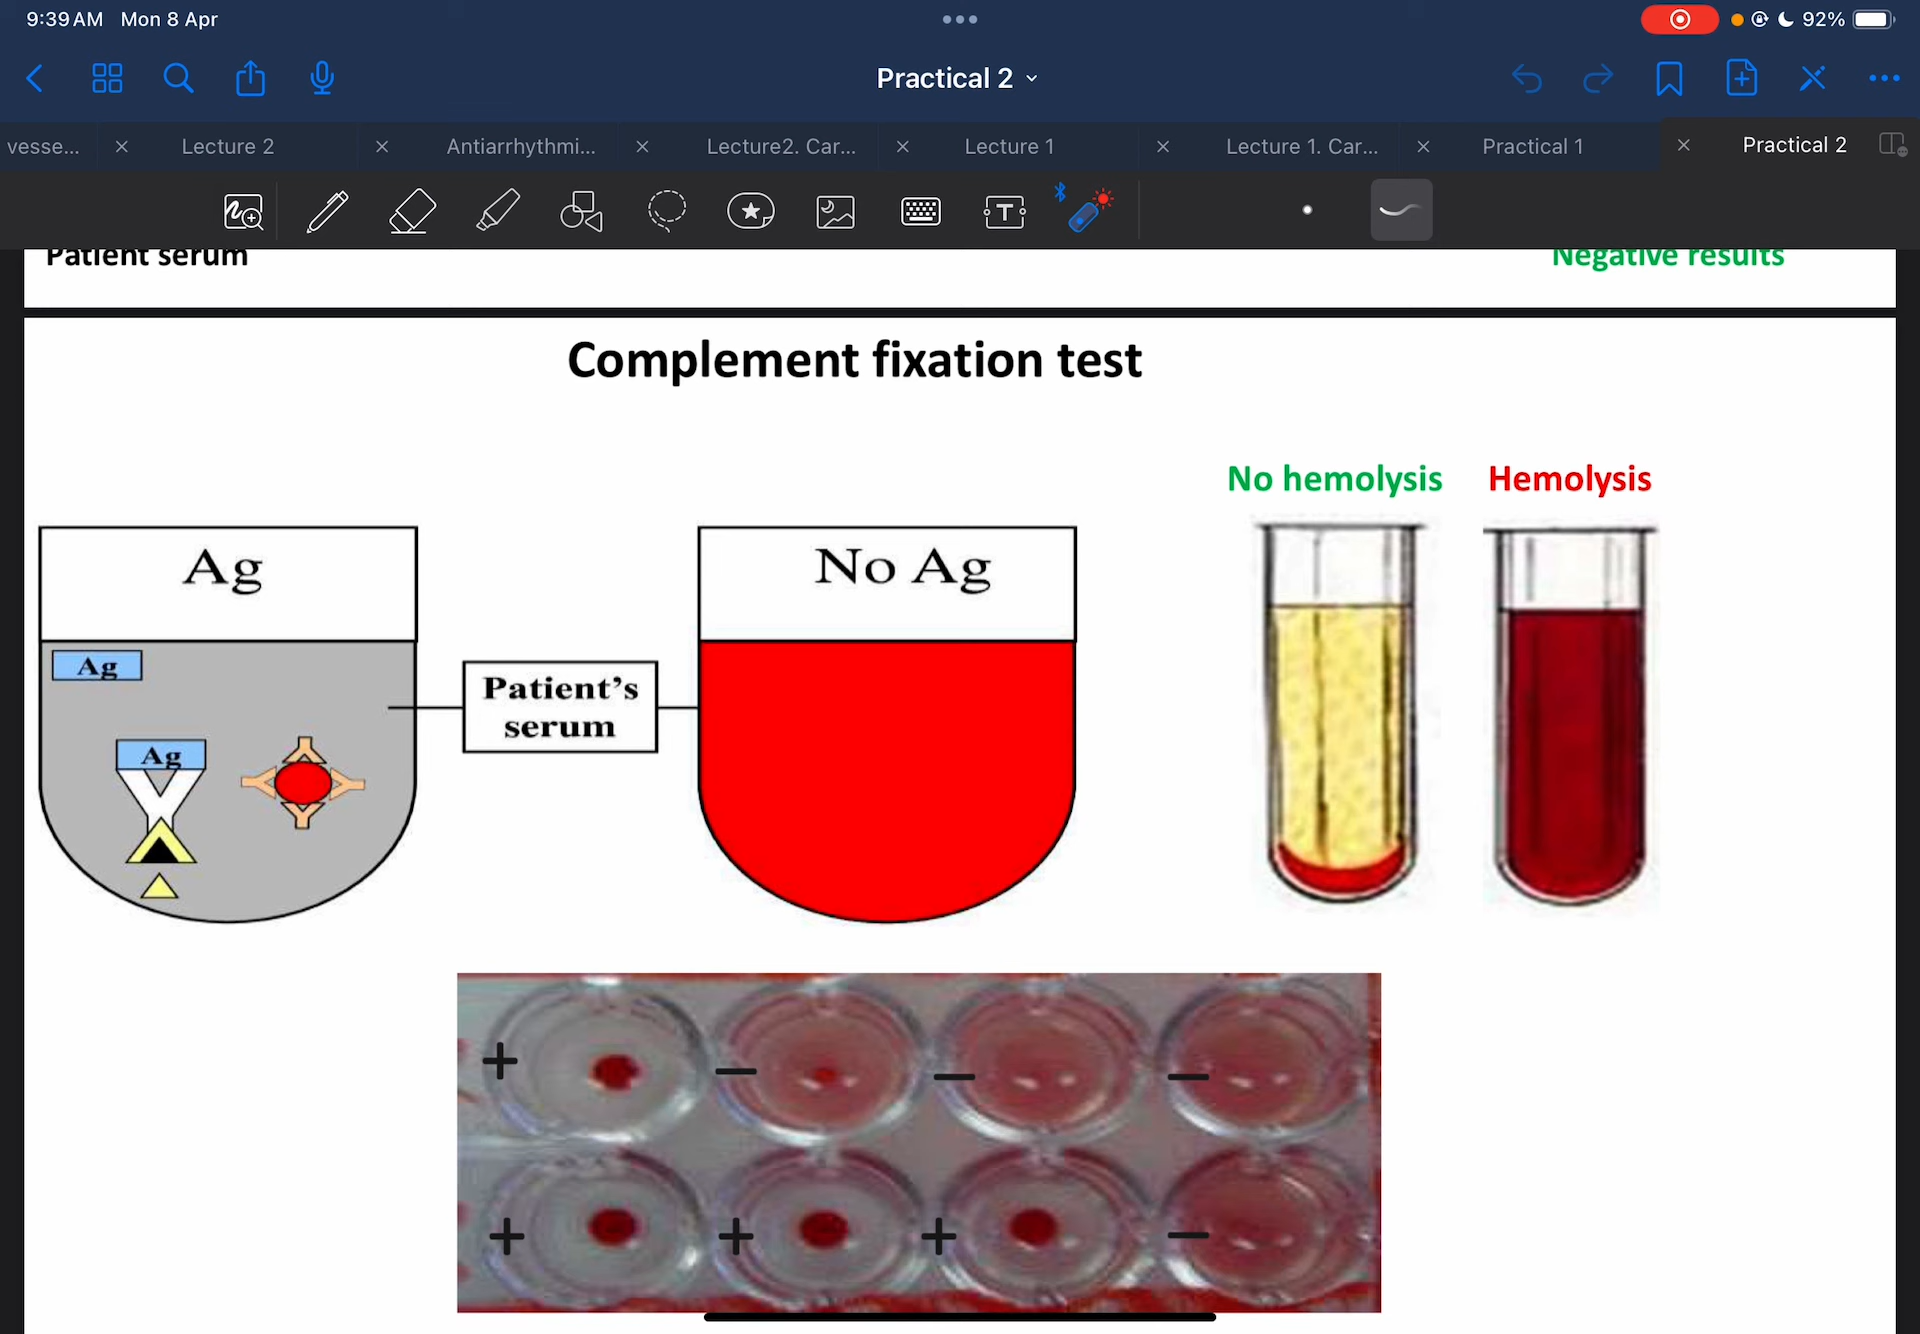 9:39 AM Mon 8 Apr
92%
Practical 2
vesse...
Lecture 2
Antiarrhythmi...
Lecture2. Car...
Lecture 1
Lecture 1. Car...
Practical 1
Practical 2
T
Patient serum
Negative results
Complement fixation test
No hemolysis
Hemolysis
Ag
No Ag
Ag
Patient's
serum
Ag
+ − − −
+ + + −